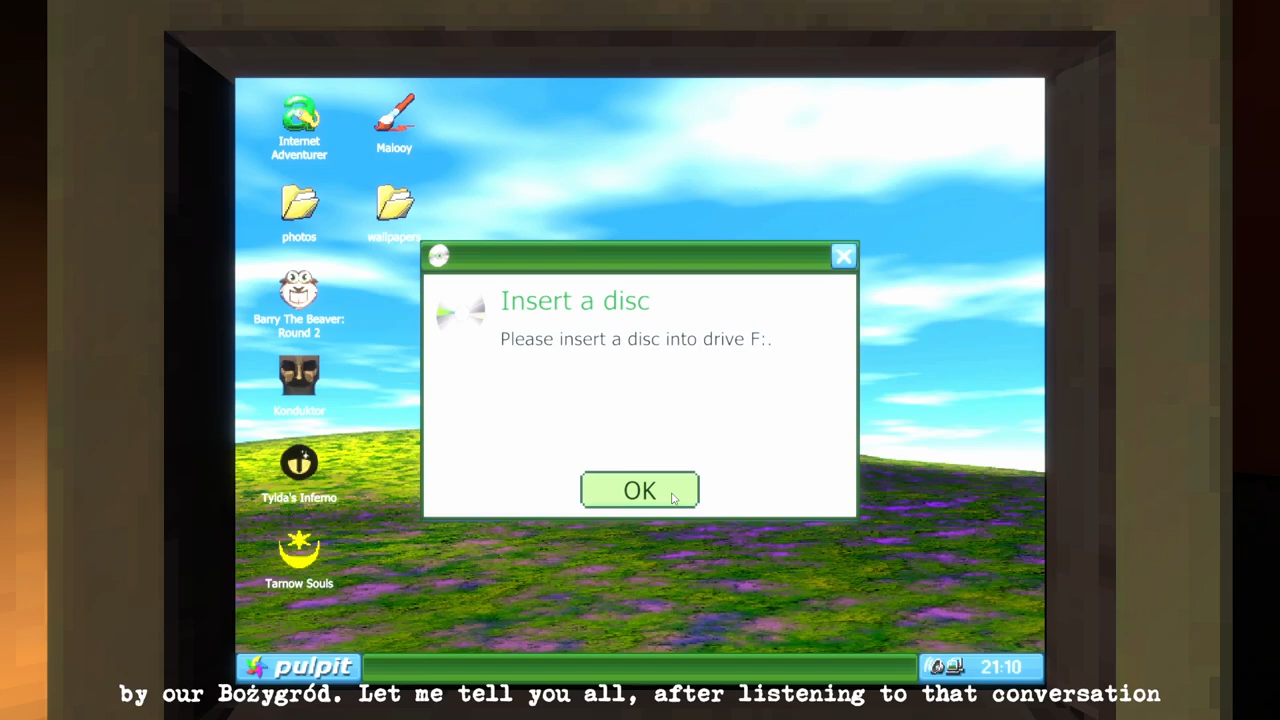 Internet
Adventurer
Malooy
photos
wallpapers
Barry The Beaver:
Round 2
Konduktor
Tylda's Inferno
Tarnow Souls
Insert a disc
Please insert a disc into drive F:.
OK
pulpit
21:10
by our Bożygród. Let me tell you all, after listening to that conversation